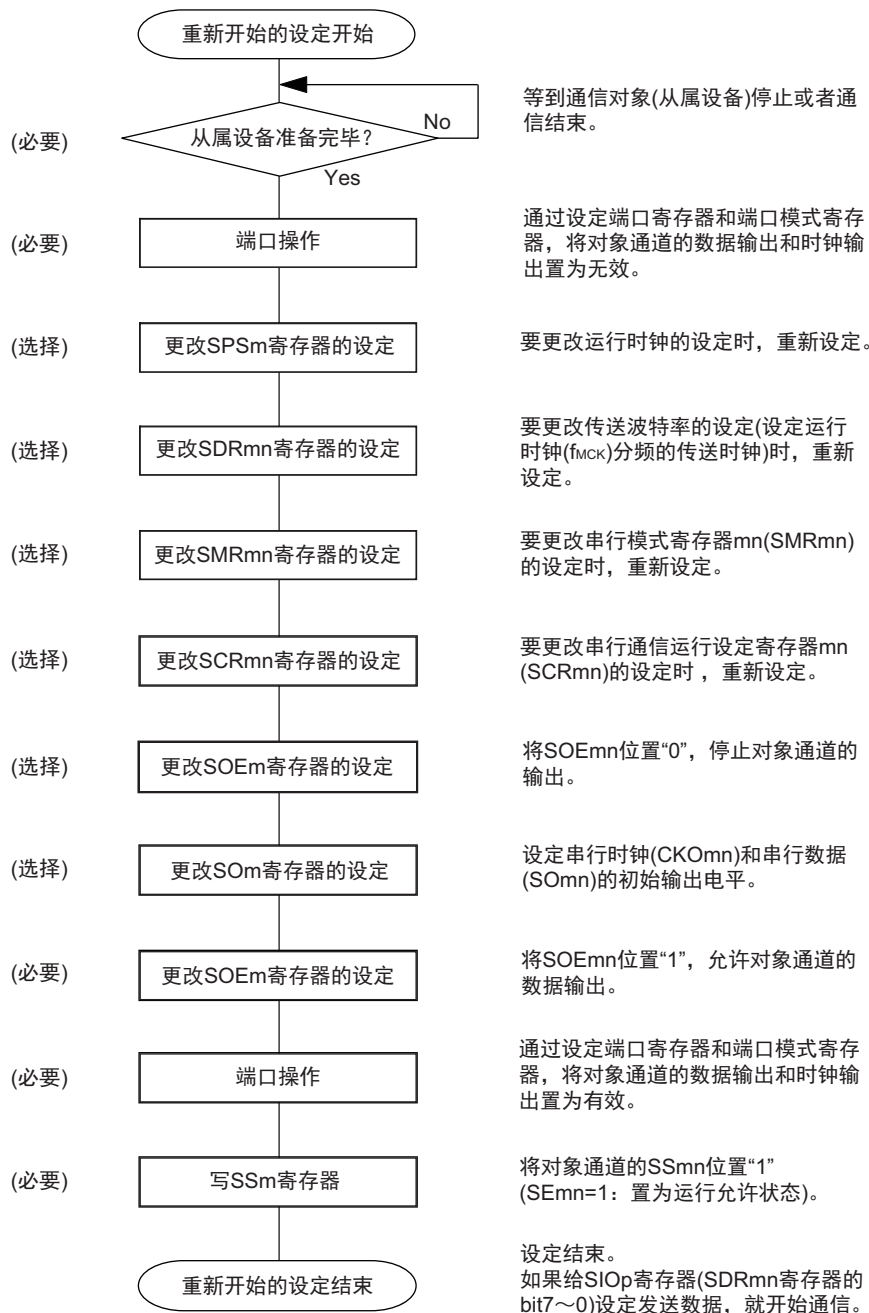 重新开始的设定开始
等到通信对象(从属设备)停止或者通
信结束。
(必要)
从属设备准备完毕？
No
Yes
(必要)
端口操作
通过设定端口寄存器和端口模式寄存
器，将对象通道的数据输出和时钟输
出置为无效。
(选择)
更改SPSm寄存器的设定
要更改运行时钟的设定时，重新设定。
(选择)
更改SDRmn寄存器的设定
要更改传送波特率的设定(设定运行
时钟(fMCK)分频的传送时钟)时，重新
设定。
(选择)
更改SMRmn寄存器的设定
要更改串行模式寄存器mn(SMRmn)
的设定时，重新设定。
(选择)
更改SCRmn寄存器的设定
要更改串行通信运行设定寄存器mn
(SCRmn)的设定时 ，重新设定。
(选择)
更改SOEm寄存器的设定
将SOEmn位置“0”，停止对象通道的
输出。
(选择)
更改SOm寄存器的设定
设定串行时钟(CKOmn)和串行数据
(SOmn)的初始输出电平。
(必要)
更改SOEm寄存器的设定
将SOEmn位置“1”，允许对象通道的
数据输出。
(必要)
端口操作
通过设定端口寄存器和端口模式寄存
器，将对象通道的数据输出和时钟输
出置为有效。
(必要)
写SSm寄存器
将对象通道的SSmn位置“1”
(SEmn=1：置为运行允许状态)。
重新开始的设定结束
设定结束。
如果给SIOp寄存器(SDRmn寄存器的
bit7～0)设定发送数据，就开始通信。